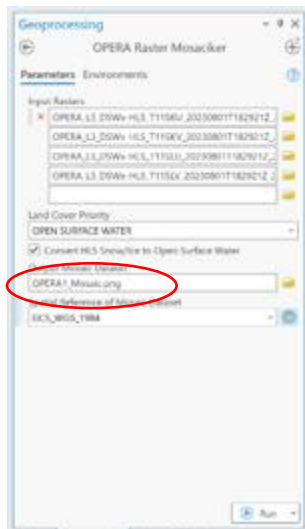 Geoprocessing
OPERA Raster Mosaicker
Parameters Environments
Input Rasters
OPERA_L3_DSWx-HLS_T11SKU_20230801T182921Z_
OPERA_L3_DSWx-HLS_T11SKV_20230801T182921Z_
OPERA_L3_DSWx-HLS_T11SLU_20230801T182921Z_
OPERA_L3_DSWx-HLS_T11SLV_20230801T182921Z_
Land Cover Priority
OPEN SURFACE WATER
Convert HLS Snow/Ice to Open Surface Water
Output Mosaic Dataset
OPERA1_Mosaic.png
Spatial Reference of Mosaic Dataset
GCS_WGS_1984
Run